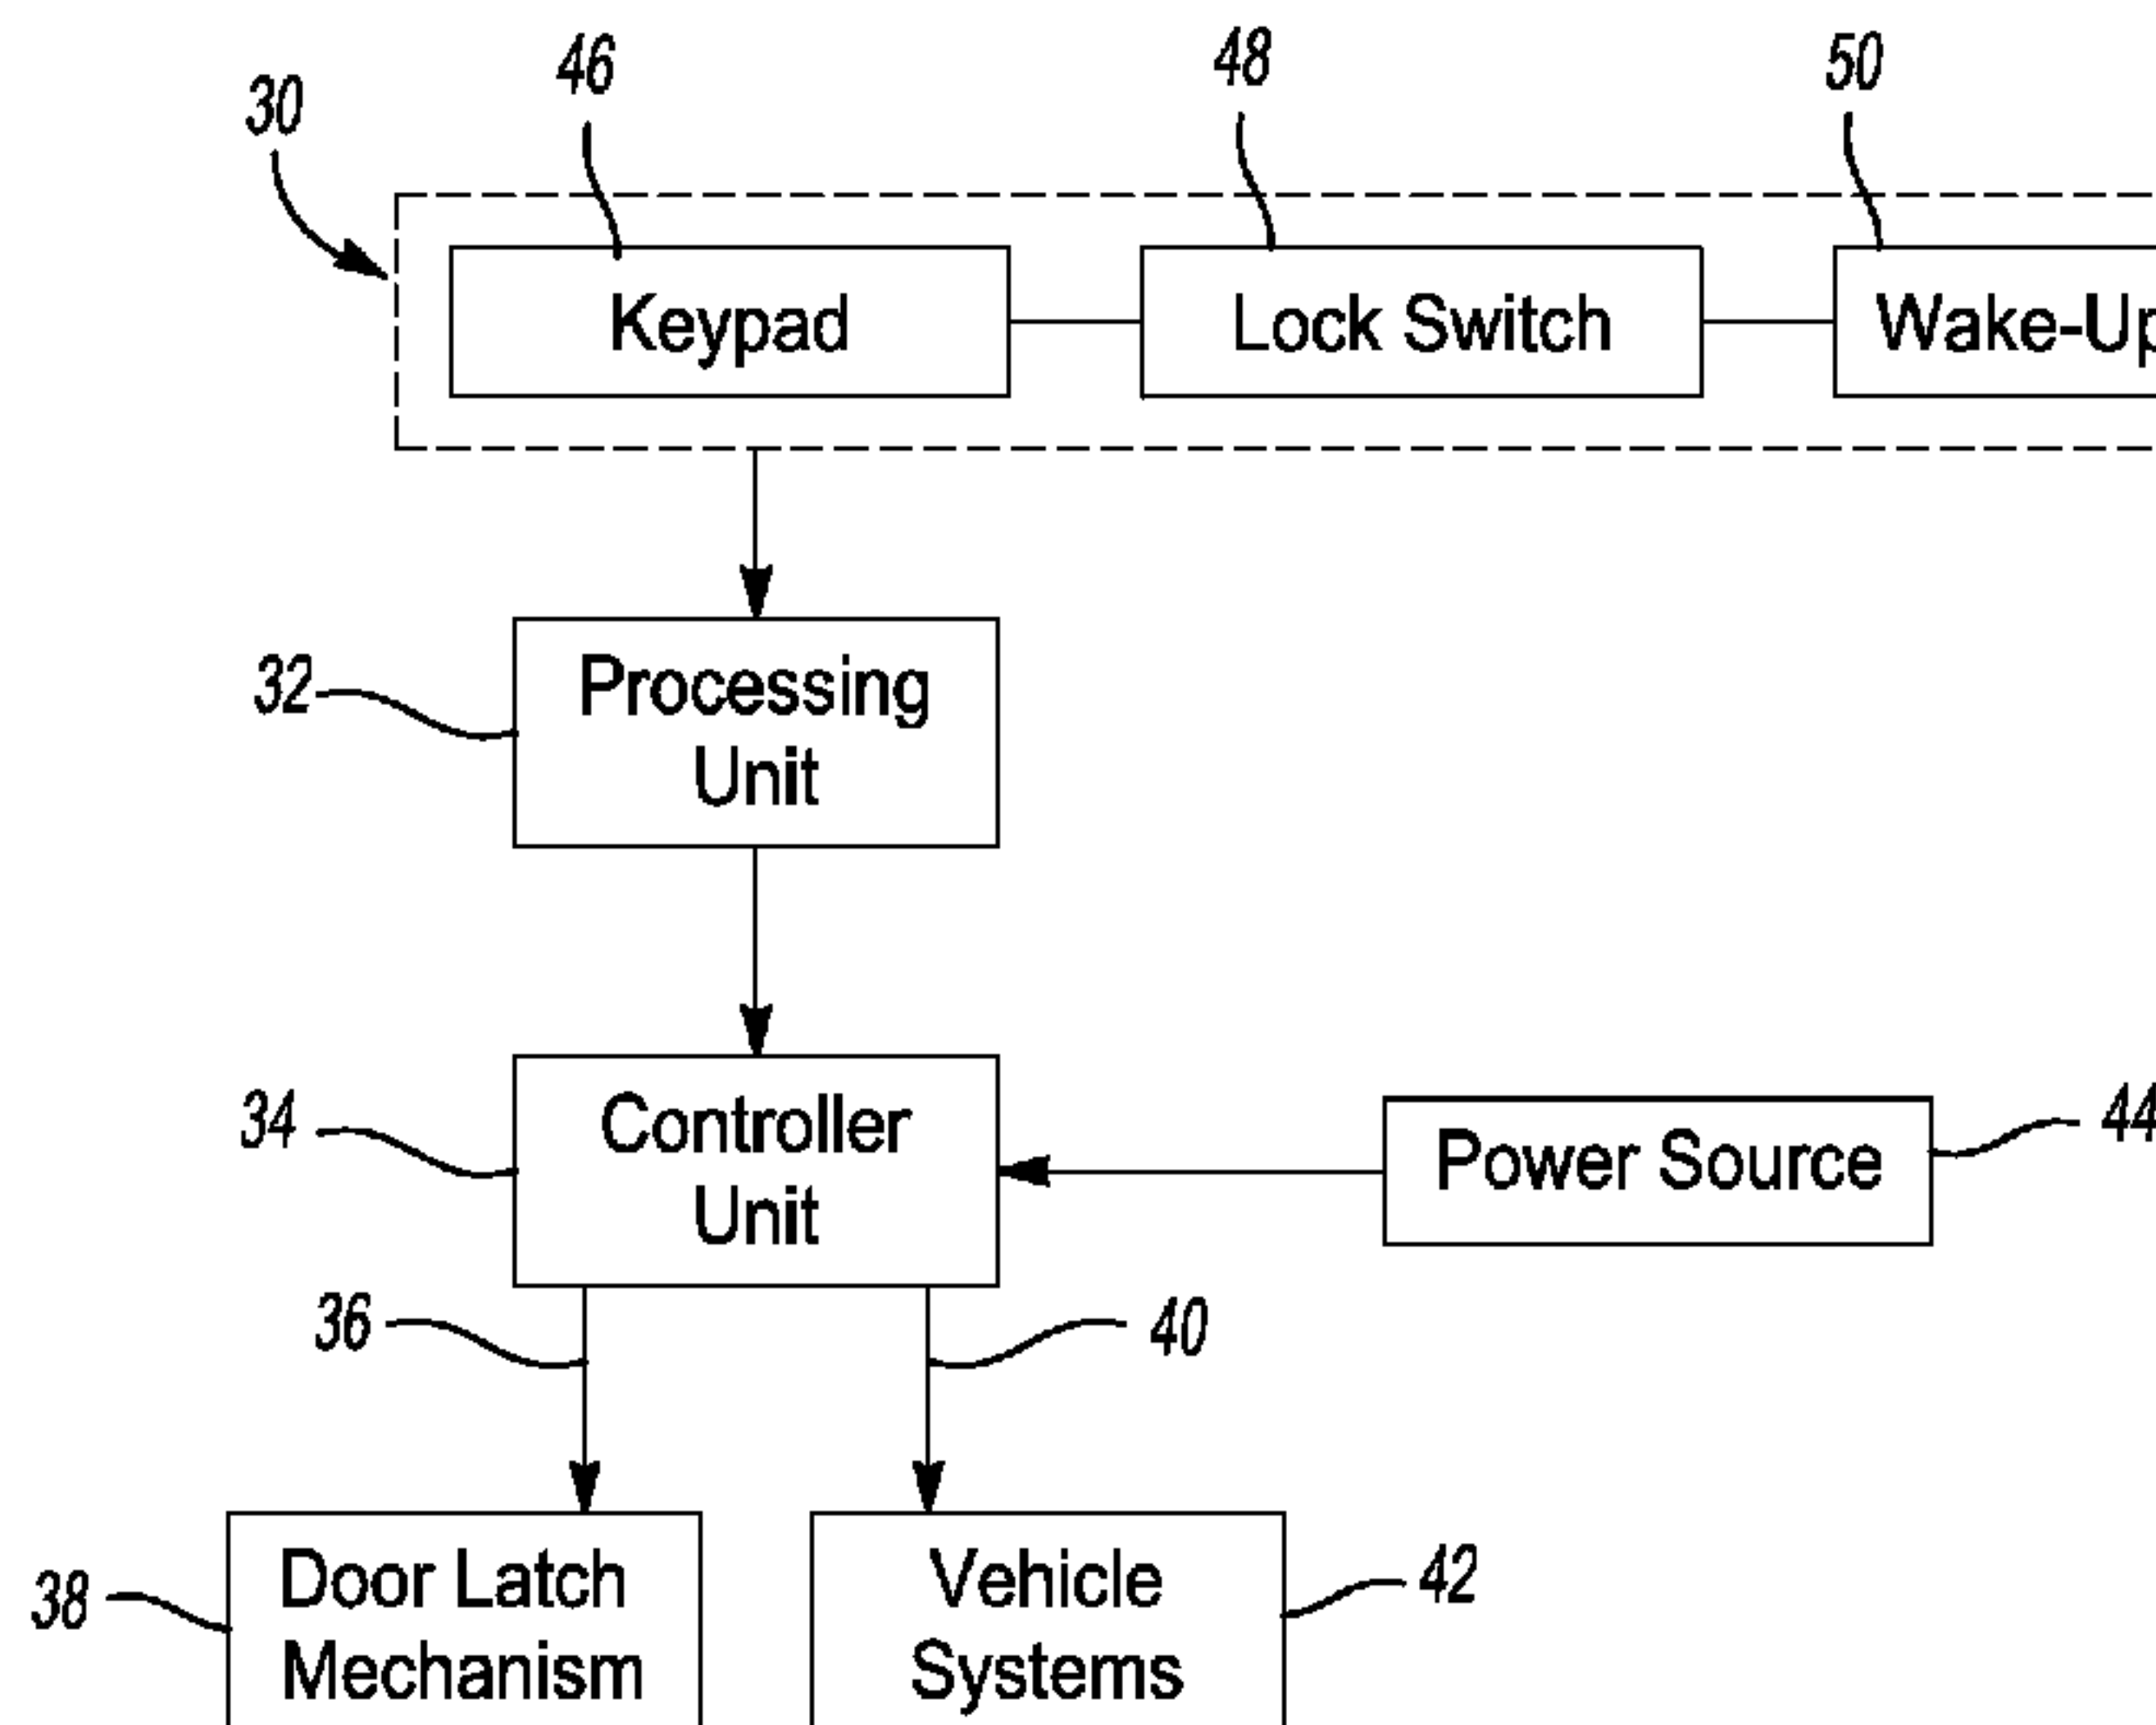 46
48
50
30
Keypad
Lock Switch
Wake-Up
32
Processing
Unit
34
Controller
Unit
Power Source
44
36
40
38
Door Latch
Mechanism
Vehicle
Systems
42